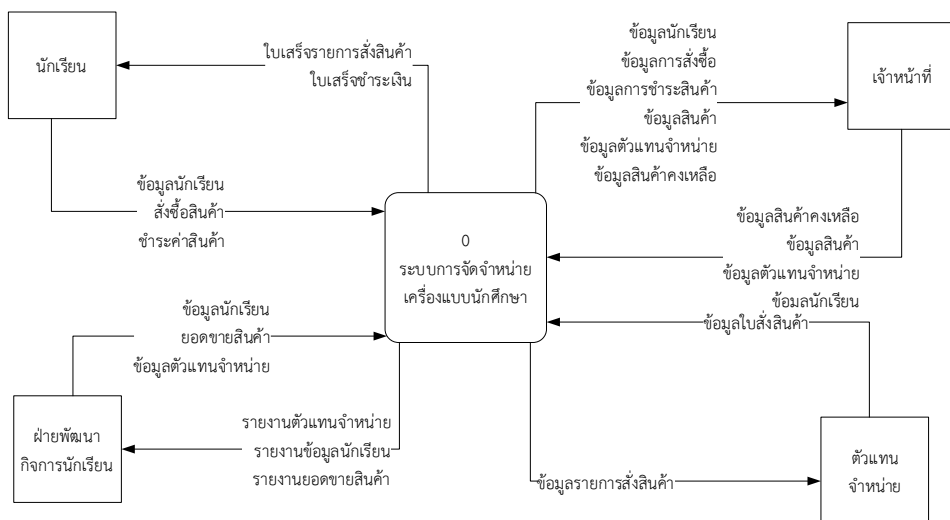 นักเรียน
ใบเสร็จรายการสั่งสินค้า
ใบเสร็จชำระเงิน
ข้อมูลนักเรียน
ข้อมูลการสั่งซื้อ
ข้อมูลการชำระสินค้า
ข้อมูลสินค้า
ข้อมูลตัวแทนจำหน่าย
ข้อมูลสินค้าคงเหลือ
เจ้าหน้าที่
ข้อมูลนักเรียน
สั่งซื้อสินค้า
ชำระค่าสินค้า
0
ระบบการจัดจำหน่าย
เครื่องแบบนักศึกษา
ข้อมูลสินค้าคงเหลือ
ข้อมูลสินค้า
ข้อมูลตัวแทนจำหน่าย
ข้อมลนักเรียน
ข้อมูลใบสั่งสินค้า
ข้อมูลนักเรียน
ยอดขายสินค้า
ข้อมูลตัวแทนจำหน่าย
ฝ่ายพัฒนา
กิจการนักเรียน
รายงานตัวแทนจำหน่าย
รายงานข้อมูลนักเรียน
รายงานยอดขายสินค้า
ข้อมูลรายการสั่งสินค้า
ตัวแทน
จำหน่าย